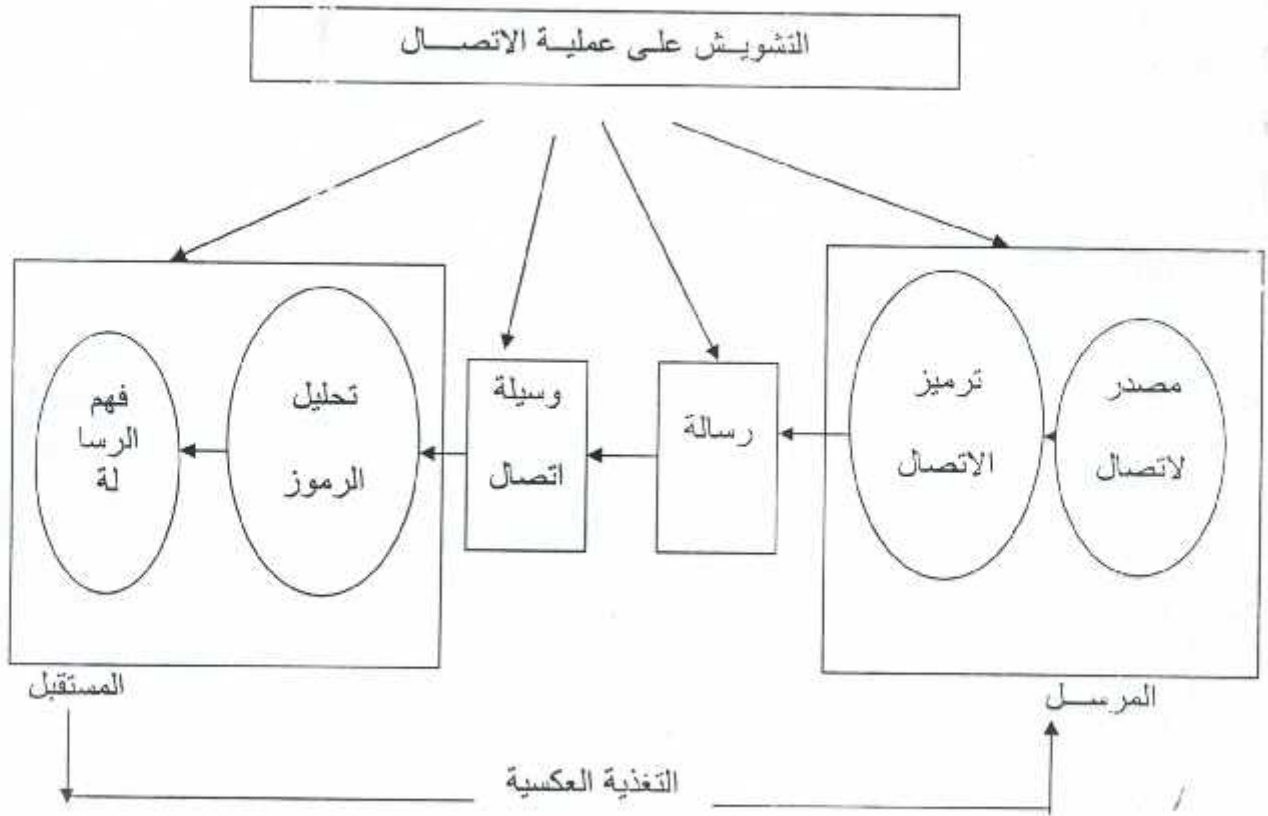 التشويش على عملية الاتصال
مصدر
لاتصال
ترميز
الاتصال
رسالة
وسيلة
اتصال
تحليل
الرموز
فهم
الرسا
لة
المرسل
المستقبل
التغذية العكسية